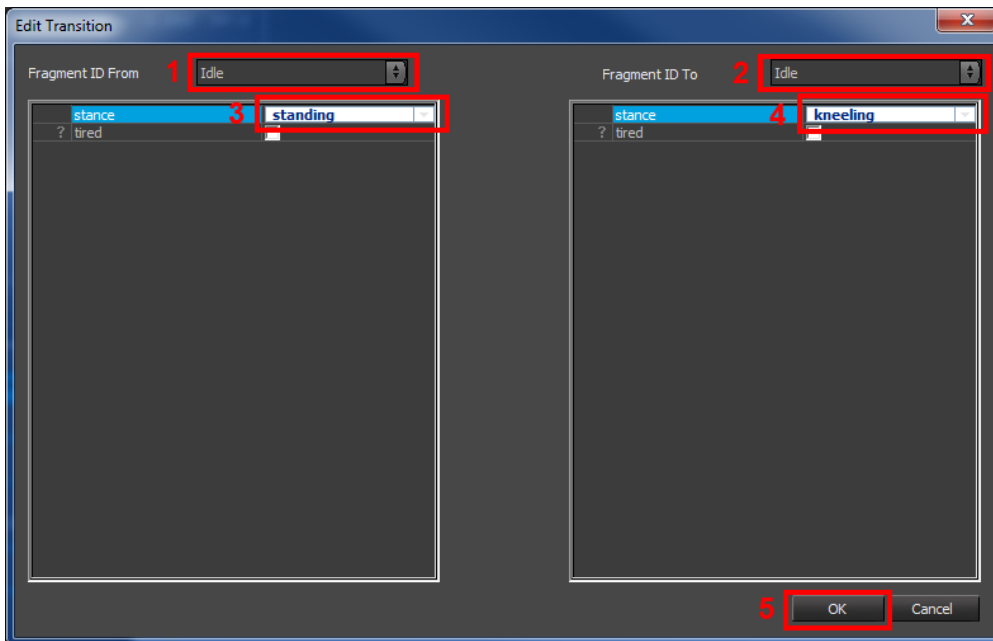 Edit Transition
x
Fragment ID From 1 Idle
Fragment ID To 2 Idle
stance 3 standing
? tired
stance 4 kneeling
? tired
5 OK Cancel